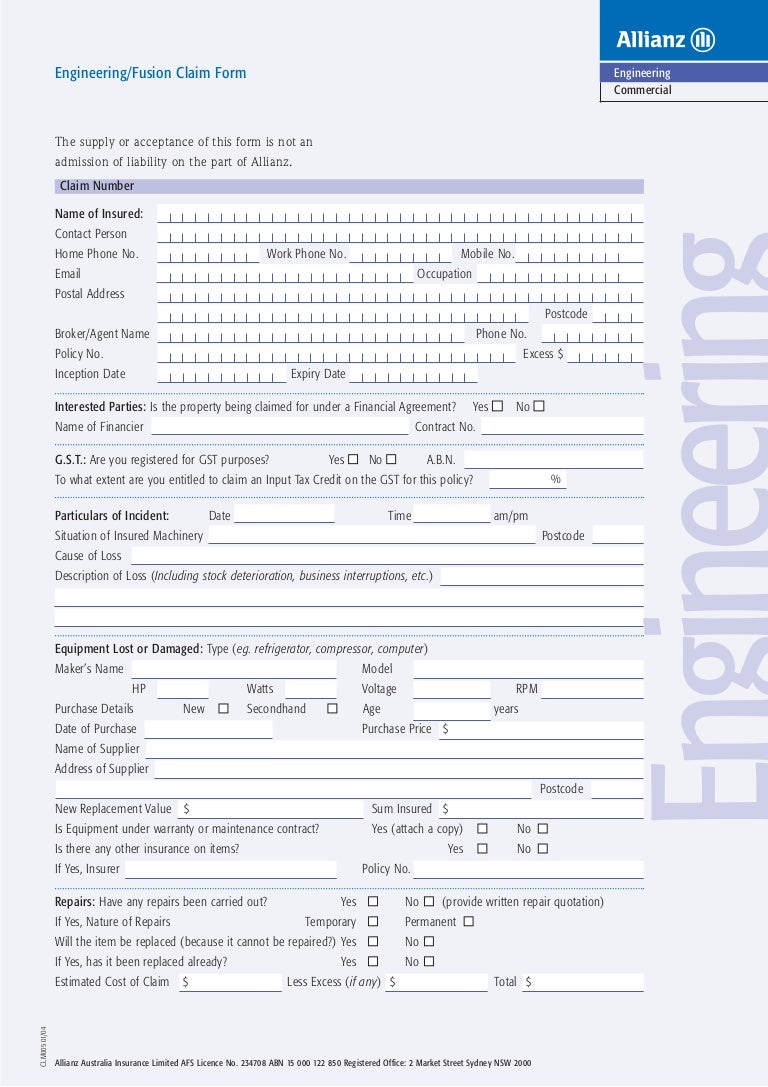 Allianz
Engineering/Fusion Claim Form
Engineering
Commercial
The supply or acceptance of this form is not an
admission of liability on the part of Allianz.
Claim Number
Name of Insured:
Contact Person
Home Phone No. Work Phone No. Mobile No.
Email Occupation
Postal Address
Postcode
Broker/Agent Name Phone No.
Policy No. Excess $
Inception Date Expiry Date
Interested Parties: Is the property being claimed for under a Financial Agreement? Yes No
Name of Financier Contract No.
G.S.T.: Are you registered for GST purposes? Yes No A.B.N.
To what extent are you entitled to claim an Input Tax Credit on the GST for this policy? %
Particulars of Incident: Date Time am/pm
Situation of Insured Machinery Postcode
Cause of Loss
Description of Loss (Including stock deterioration, business interruptions, etc.)
Equipment Lost or Damaged: Type (eg. refrigerator, compressor, computer)
Maker's Name Model
HP Watts Voltage RPM
Purchase Details New Secondhand Age years
Date of Purchase Purchase Price $
Name of Supplier
Address of Supplier
Postcode
New Replacement Value $ Sum Insured $
Is Equipment under warranty or maintenance contract? Yes (attach a copy) No
Is there any other insurance on items? Yes No
If Yes, Insurer Policy No.
Repairs: Have any repairs been carried out? Yes No (provide written repair quotation)
If Yes, Nature of Repairs Temporary Permanent
Will the item be replaced (because it cannot be repaired?) Yes No
If Yes, has it been replaced already? Yes No
Estimated Cost of Claim $ Less Excess (if any) $ Total $
Engineering
CLM005 01/04
Allianz Australia Insurance Limited AFS Licence No. 234708 ABN 15 000 122 850 Registered Office: 2 Market Street Sydney NSW 2000